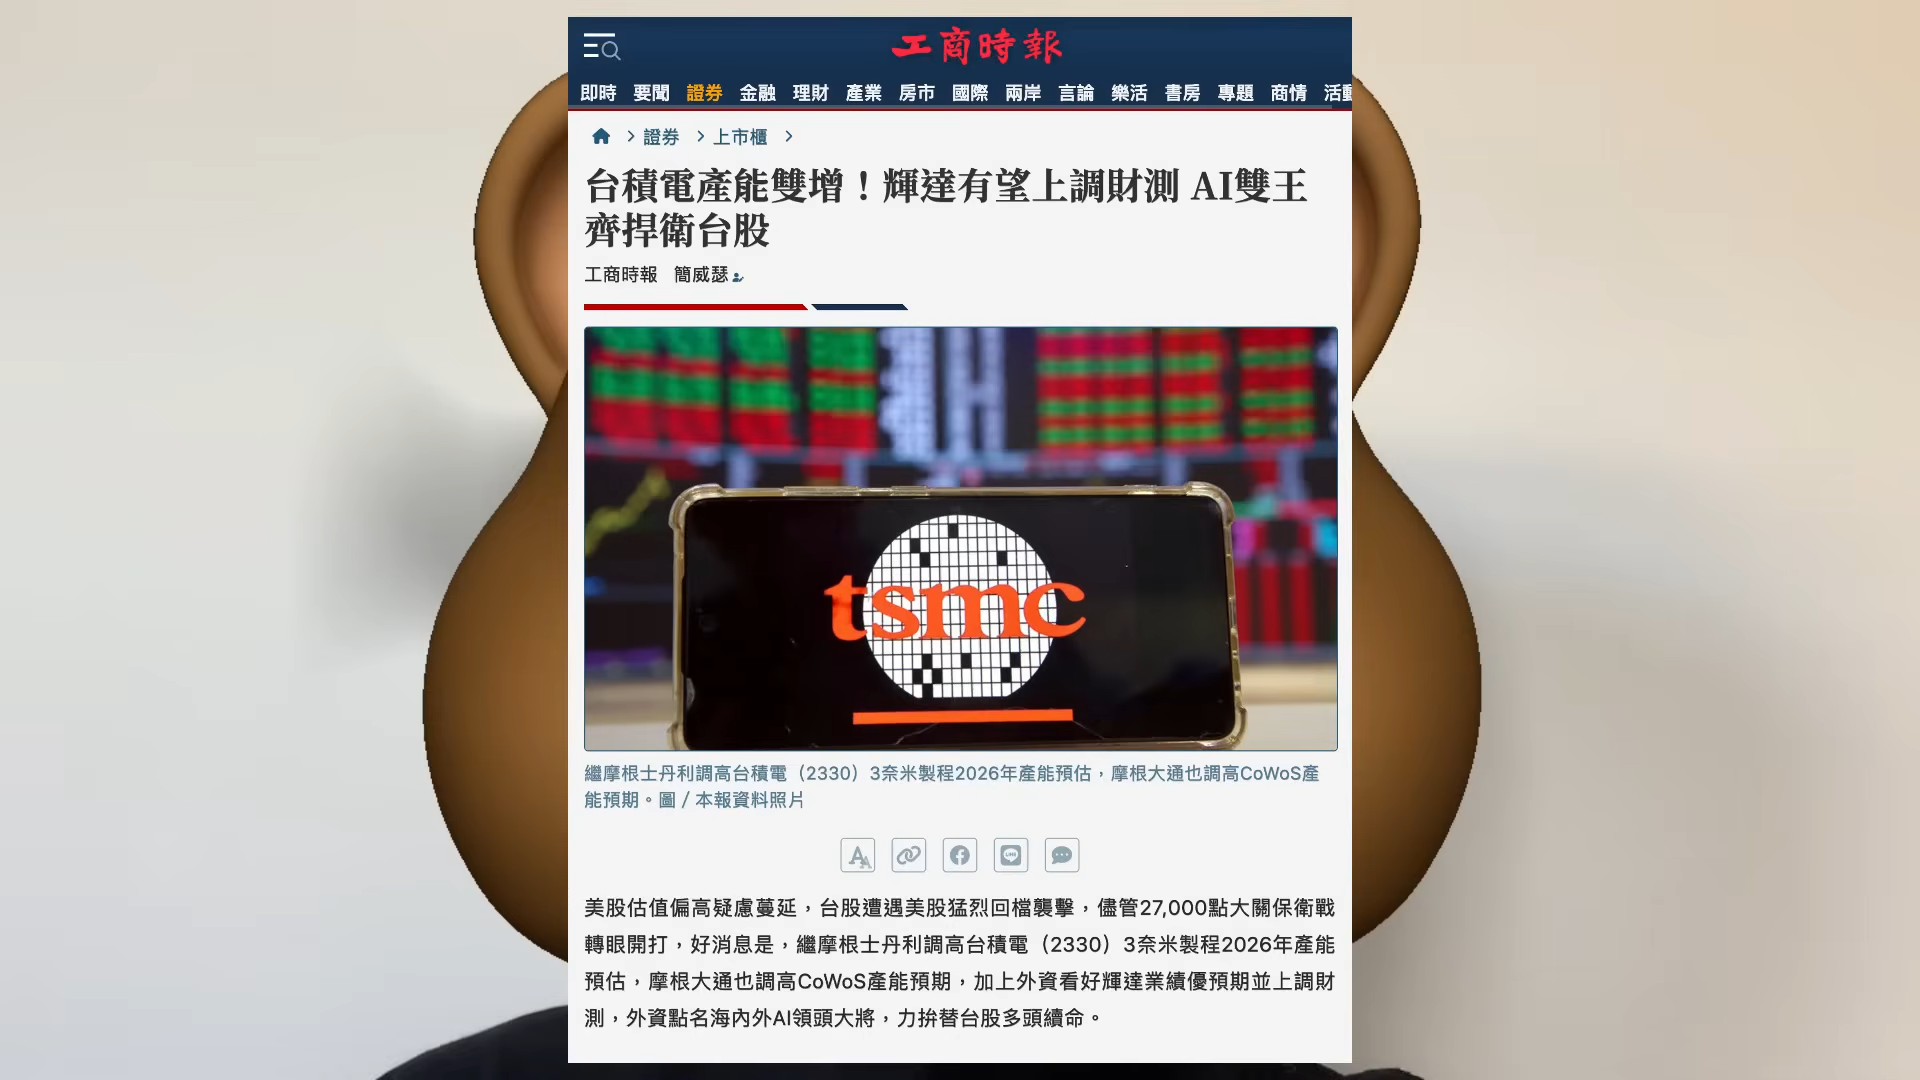 工商時報
即時 要聞 證券 金融 理財 產業 房市 國際 兩岸 言論 樂活 書房 專題 商情 活動
證券 > 上市櫃 >
台積電產能雙增！輝達有望上調財測 AI雙王
齊捍衛台股
工商時報 簡威瑟
tsmc
繼摩根士丹利調高台積電（2330）3奈米製程2026年產能預估，摩根大通也調高CoWoS產
能預期。圖／本報資料照片
美股估值偏高疑慮蔓延，台股遭遇美股猛烈回檔襲擊，儘管27,000點大關保衛戰
轉眼開打，好消息是，繼摩根士丹利調高台積電（2330）3奈米製程2026年產能
預估，摩根大通也調高CoWoS產能預期，加上外資看好輝達業績優預期並上調財
測，外資點名海內外AI領頭大將，力拚替台股多頭續命。